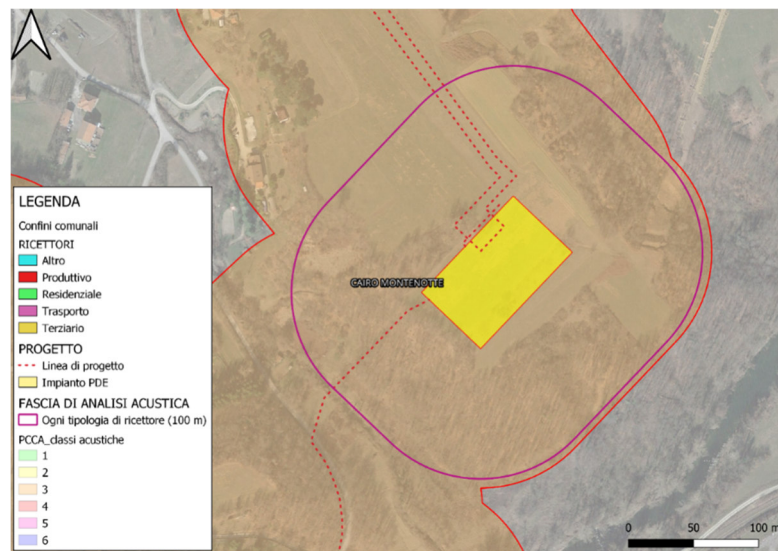 LEGENDA
Confini comunali
RICETTORI
Altro
Produttivo
Residenziale
Trasporto
Terziario
PROGETTO
Linea di progetto
Impianto PDE
FASCIA DI ANALISI ACUSTICA
Ogni tipologia di ricettore (100 m)
PCCA_classi acustiche
1
2
3
4
5
6
CAIRO MONTENOTTE
0 50 100 m